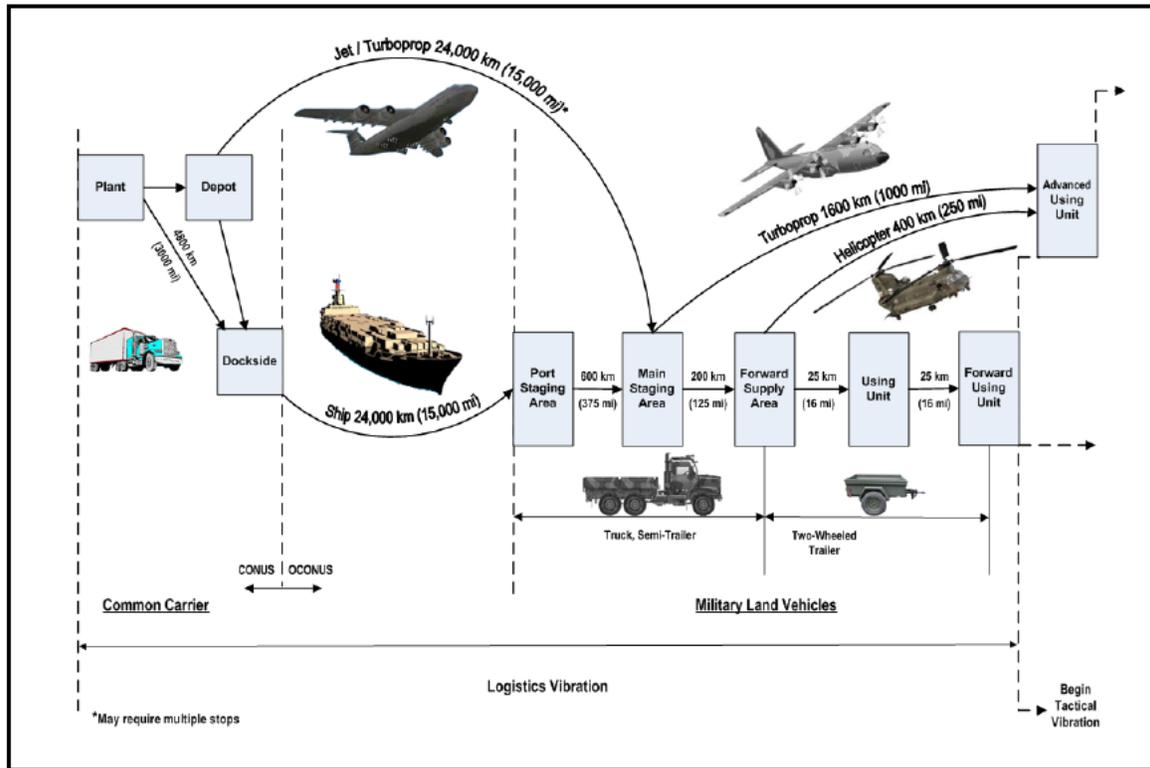 Jet / Turboprop 24,000 km (15,000 mi)*
Plant
Depot
4800 km
(3000 mi)
Dockside
Ship 24,000 km (15,000 mi)
Turboprop 1600 km (1000 mi)
Helicopter 400 km (250 mi)
Advanced
Using
Unit
Port
Staging
Area
600 km
(375 mi)
Main
Staging
Area
200 km
(125 mi)
Forward
Supply
Area
25 km
(16 mi)
Using
Unit
25 km
(16 mi)
Forward
Using
Unit
Truck, Semi-Trailer
Two-Wheeled
Trailer
CONUS
OCONUS
Common Carrier
Military Land Vehicles
Logistics Vibration
*May require multiple stops
Begin
Tactical
Vibration